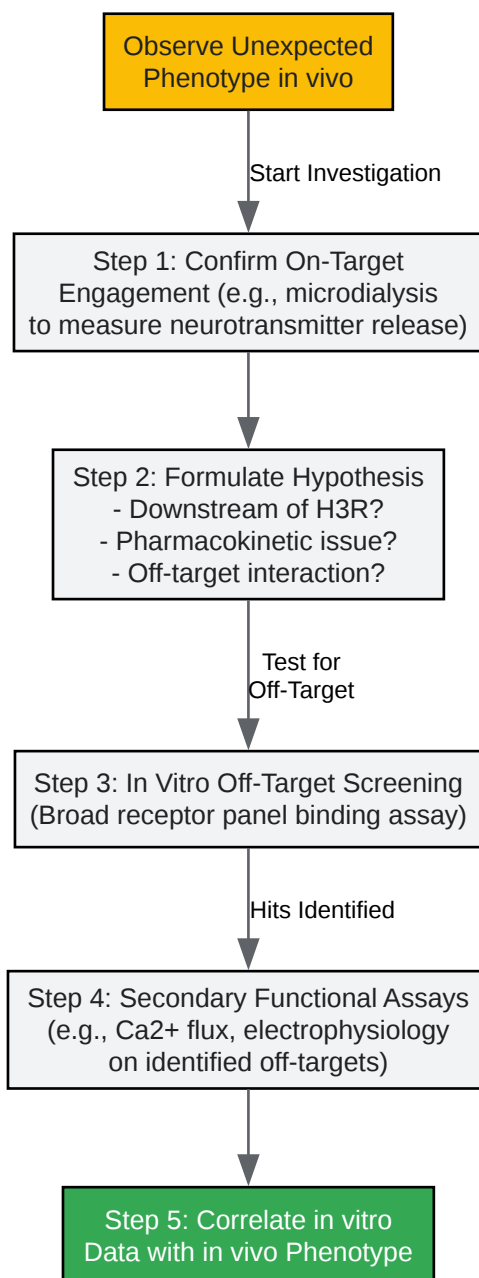 Observe Unexpected
Phenotype in vivo
Start Investigation
Step 1: Confirm On-Target
Engagement (e.g., microdialysis
to measure neurotransmitter release)
Step 2: Formulate Hypothesis
- Downstream of H3R?
- Pharmacokinetic issue?
- Off-target interaction?
Test for
Off-Target
Step 3: In Vitro Off-Target Screening
(Broad receptor panel binding assay)
Hits Identified
Step 4: Secondary Functional Assays
(e.g., Ca2+ flux, electrophysiology
on identified off-targets)
Step 5: Correlate in vitro
Data with in vivo Phenotype